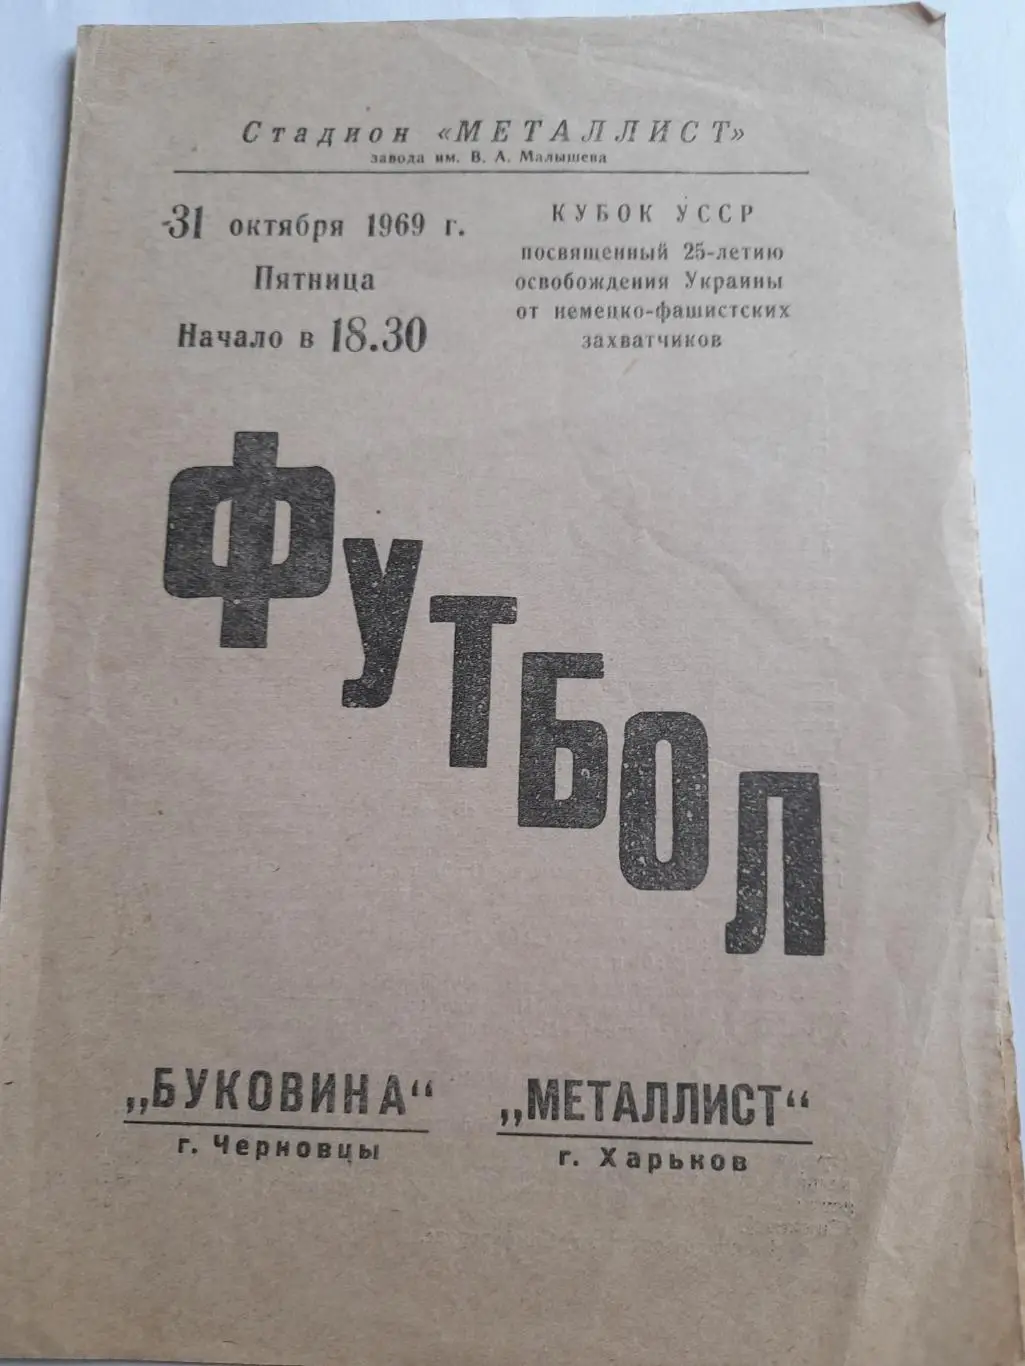 Стадион «МЕТАЛЛИСТ»
завода им. В. А. Малышева
31 октября 1969 г.
Пятница
Начало в 18.30
КУБОК УССР
посвященный 25-летию
освобождения Украины
от немецко-фашистских
захватчиков
ФУТБОЛ
„БУКОВИНА“
г. Черновцы
„МЕТАЛЛИСТ“
г. Харьков